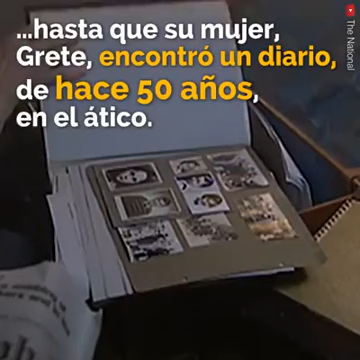 ...hasta que su mujer,
Grete, encontró un diario,
de hace 50 años,
en el ático.
The National